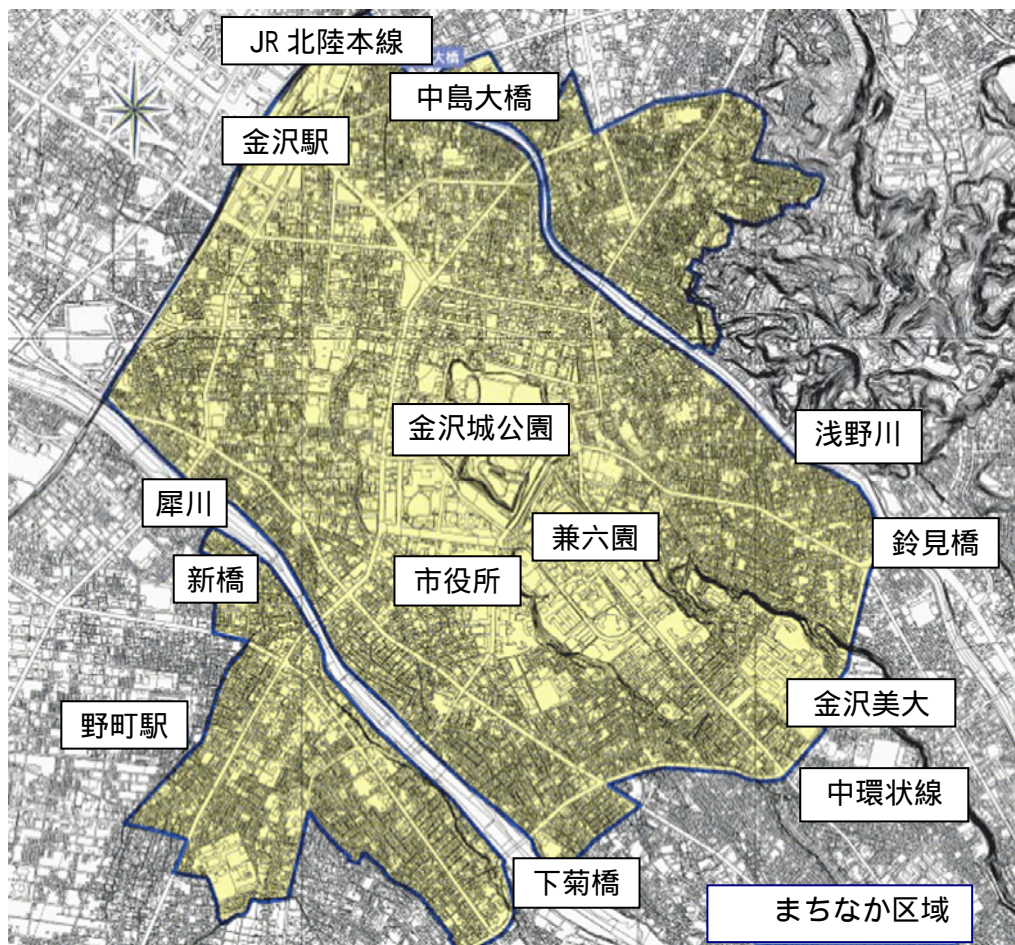 JR 北陸本線
大橋
中島大橋
金沢駅
金沢城公園
浅野川
犀川
兼六園
鈴見橋
新橋
市役所
金沢美大
野町駅
中環状線
下菊橋
まちなか区域